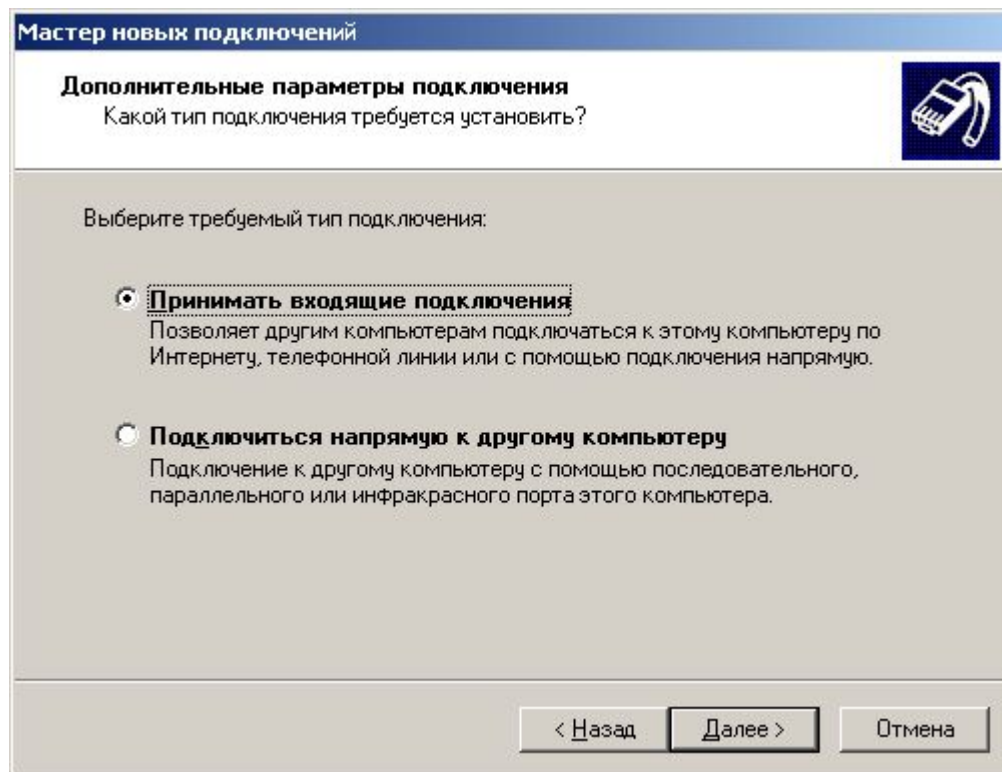 Мастер новых подключений
Дополнительные параметры подключения
Какой тип подключения требуется установить?
Выберите требуемый тип подключения:
Принимать входящие подключения
Позволяет другим компьютерам подключаться к этому компьютеру по
Интернету, телефонной линии или с помощью подключения напрямую.
Подключиться напрямую к другому компьютеру
Подключение к другому компьютеру с помощью последовательного,
параллельного или инфракрасного порта этого компьютера.
< Назад Далее > Отмена